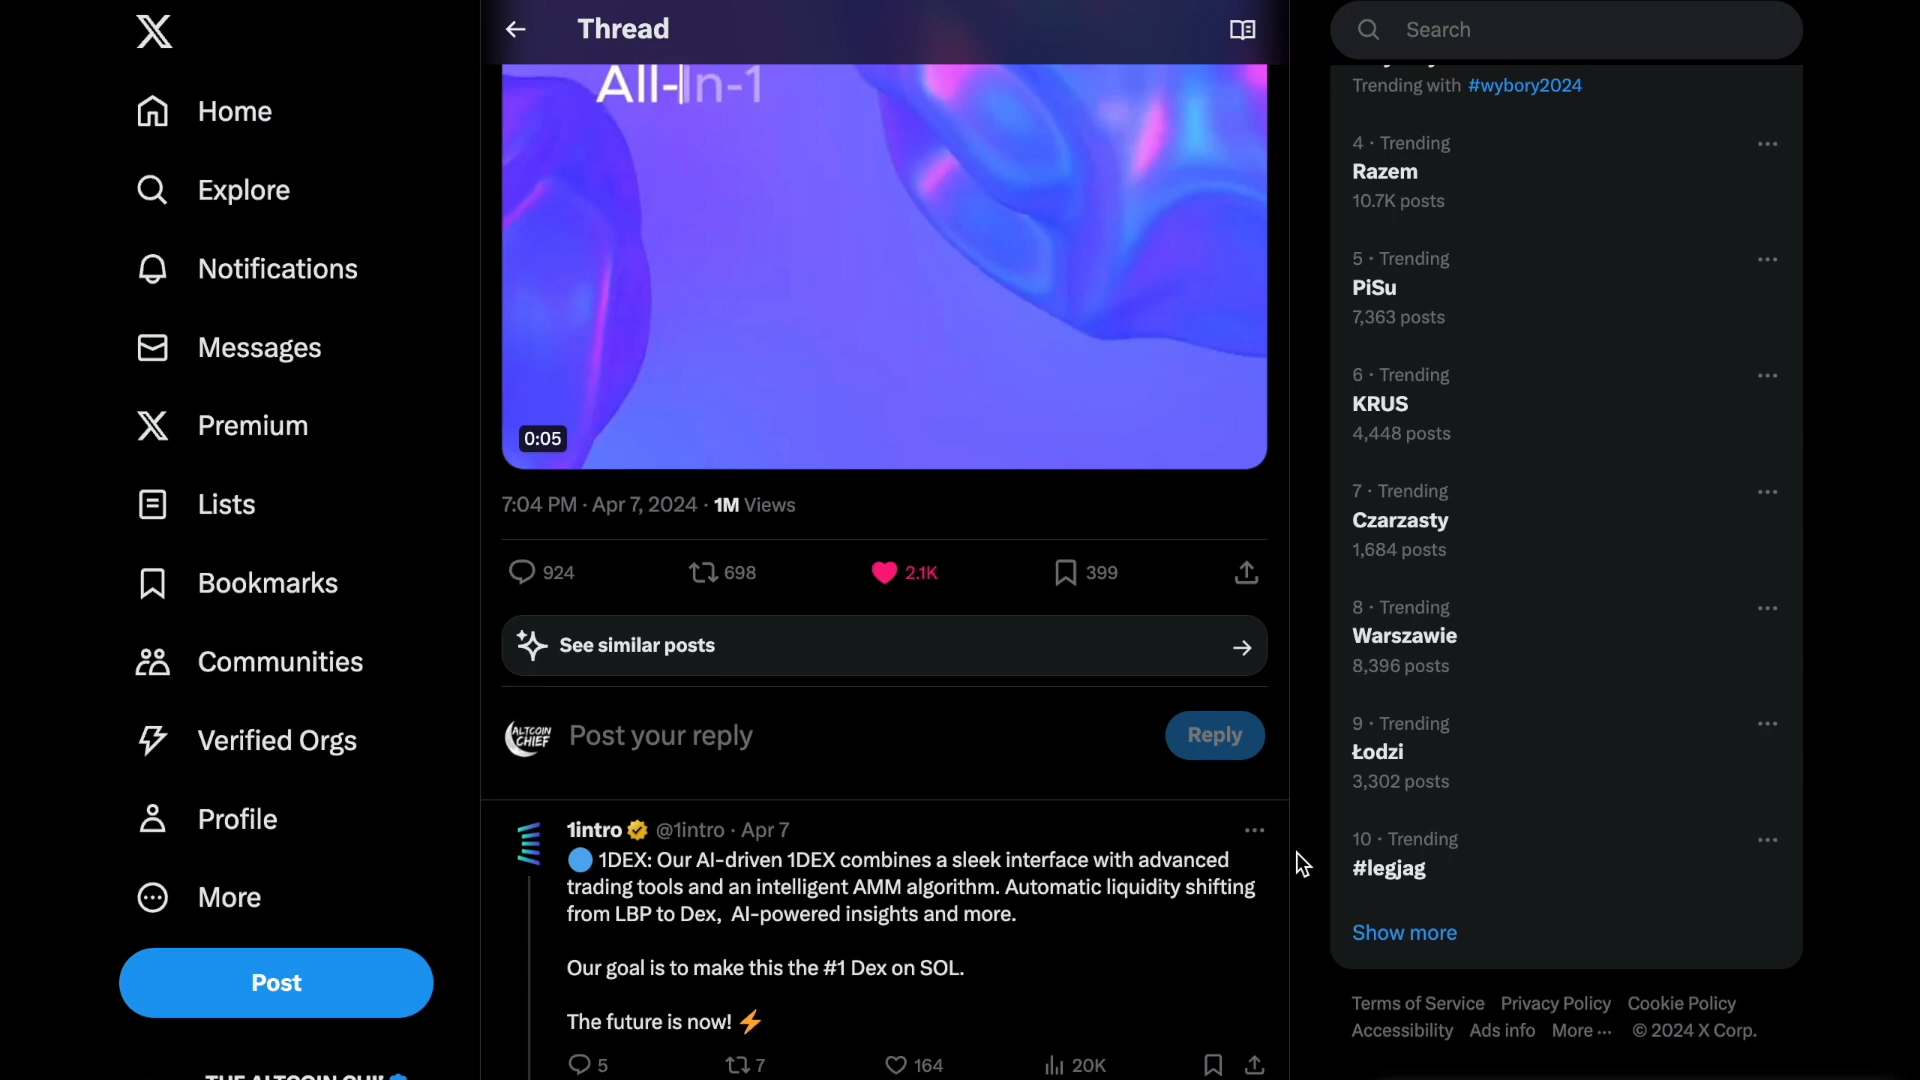 Home
Explore
Notifications
Messages
Premium
Lists
Bookmarks
Communities
Verified Orgs
Profile
More
Post
Thread
All-In-1
0:05
7:04 PM · Apr 7, 2024 · 1M Views
924
698
2.1K
399
See similar posts
ALTCOIN
CHIEF
Post your reply
Reply
1intro @1intro · Apr 7
1DEX: Our AI-driven 1DEX combines a sleek interface with advanced
trading tools and an intelligent AMM algorithm. Automatic liquidity shifting
from LBP to Dex, AI-powered insights and more.
Our goal is to make this the #1 Dex on SOL.
The future is now! ⚡
5
7
164
20K
Search
Trending with #wybory2024
4 · Trending
Razem
10.7K posts
5 · Trending
PiSu
7,363 posts
6 · Trending
KRUS
4,448 posts
7 · Trending
Czarzasty
1,684 posts
8 · Trending
Warszawie
8,396 posts
9 · Trending
Łodzi
3,302 posts
10 · Trending
#legjag
Show more
Terms of Service Privacy Policy Cookie Policy
Accessibility Ads info More ··· © 2024 X Corp.